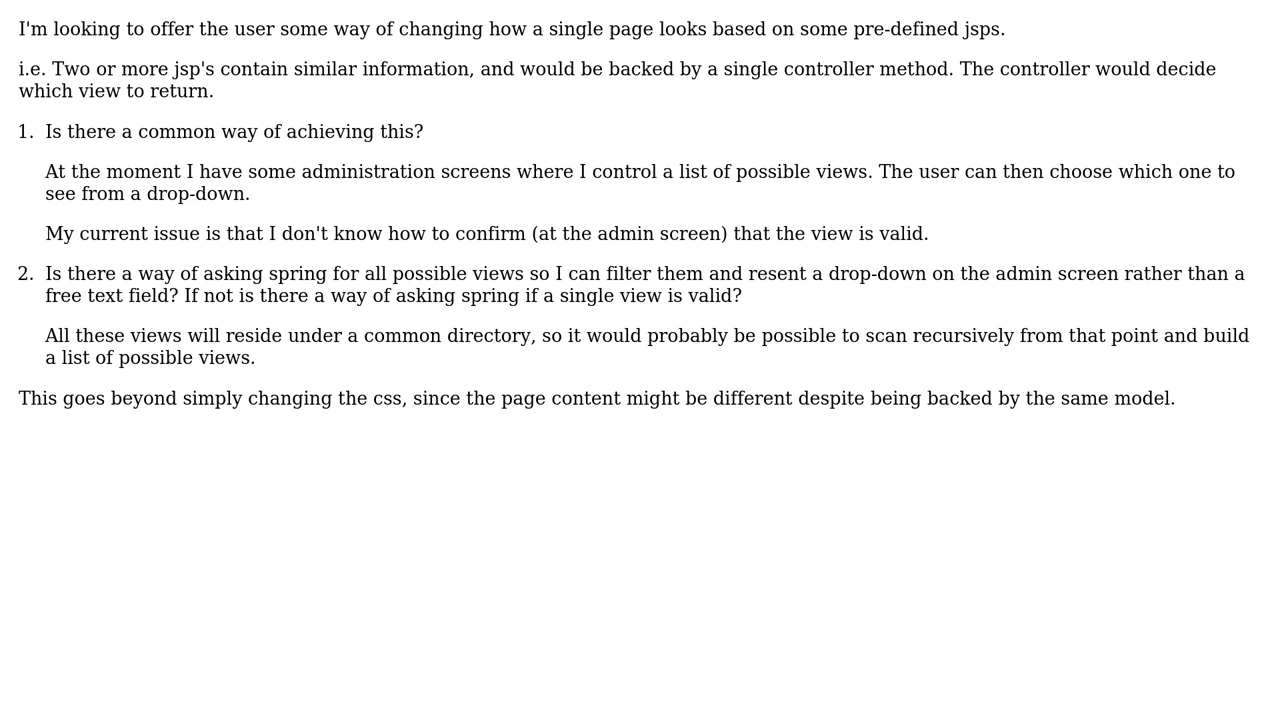 I'm looking to offer the user some way of changing how a single page looks based on some pre-defined jsps.
i.e. Two or more jsp's contain similar information, and would be backed by a single controller method. The controller would decide
which view to return.
1. Is there a common way of achieving this?
At the moment I have some administration screens where I control a list of possible views. The user can then choose which one to
see from a drop-down.
My current issue is that I don't know how to confirm (at the admin screen) that the view is valid.
2. Is there a way of asking spring for all possible views so I can filter them and resent a drop-down on the admin screen rather than a
free text field? If not is there a way of asking spring if a single view is valid?
All these views will reside under a common directory, so it would probably be possible to scan recursively from that point and build
a list of possible views.
This goes beyond simply changing the css, since the page content might be different despite being backed by the same model.